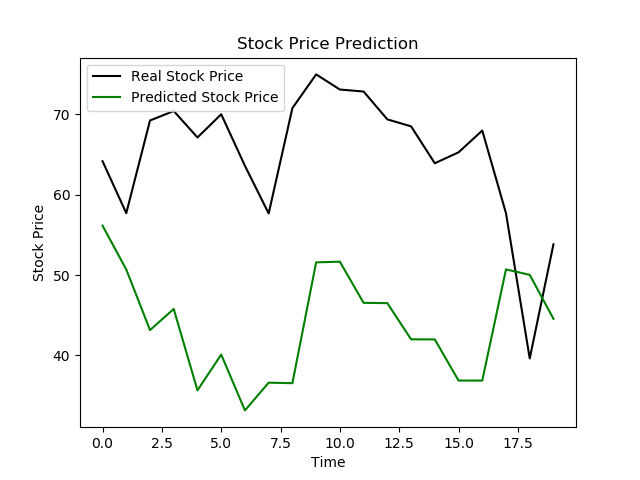 Stock Price Prediction
Real Stock Price
Predicted Stock Price
70
60
50
40
Stock Price
0.0 2.5 5.0 7.5 10.0 12.5 15.0 17.5
Time